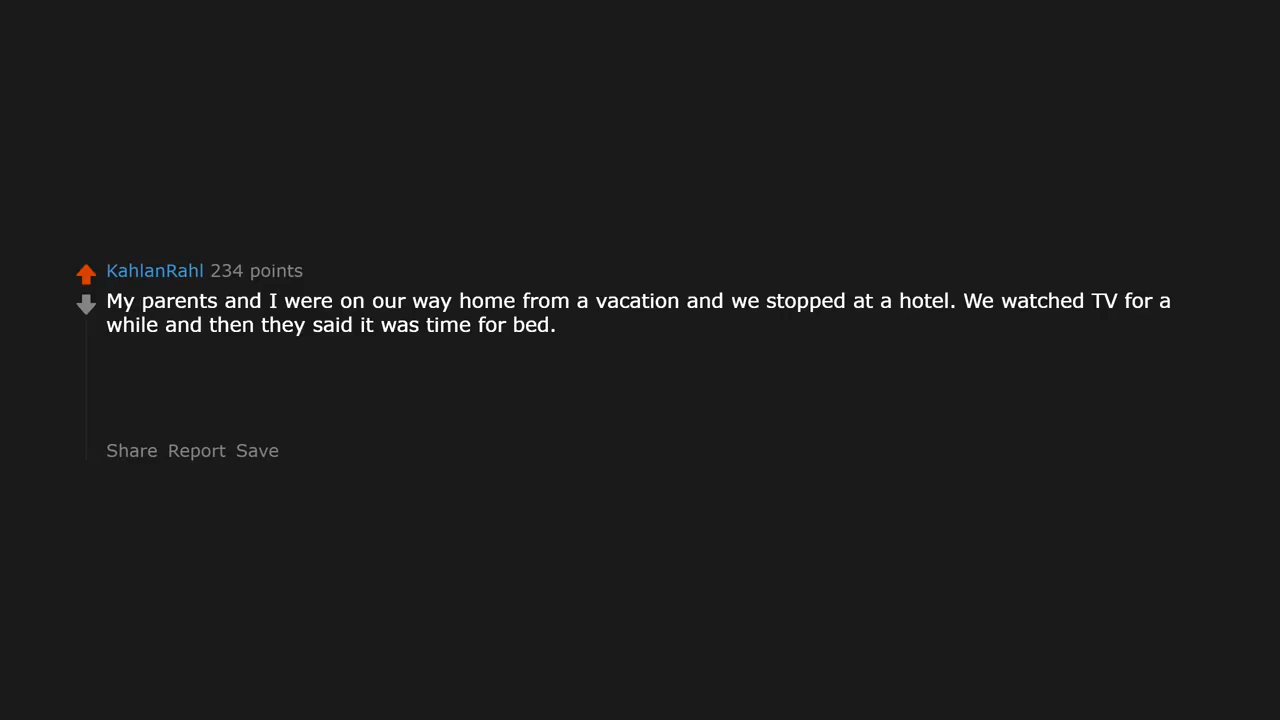 KahlanRahl 234 points
My parents and I were on our way home from a vacation and we stopped at a hotel. We watched TV for a
while and then they said it was time for bed.
Share Report Save